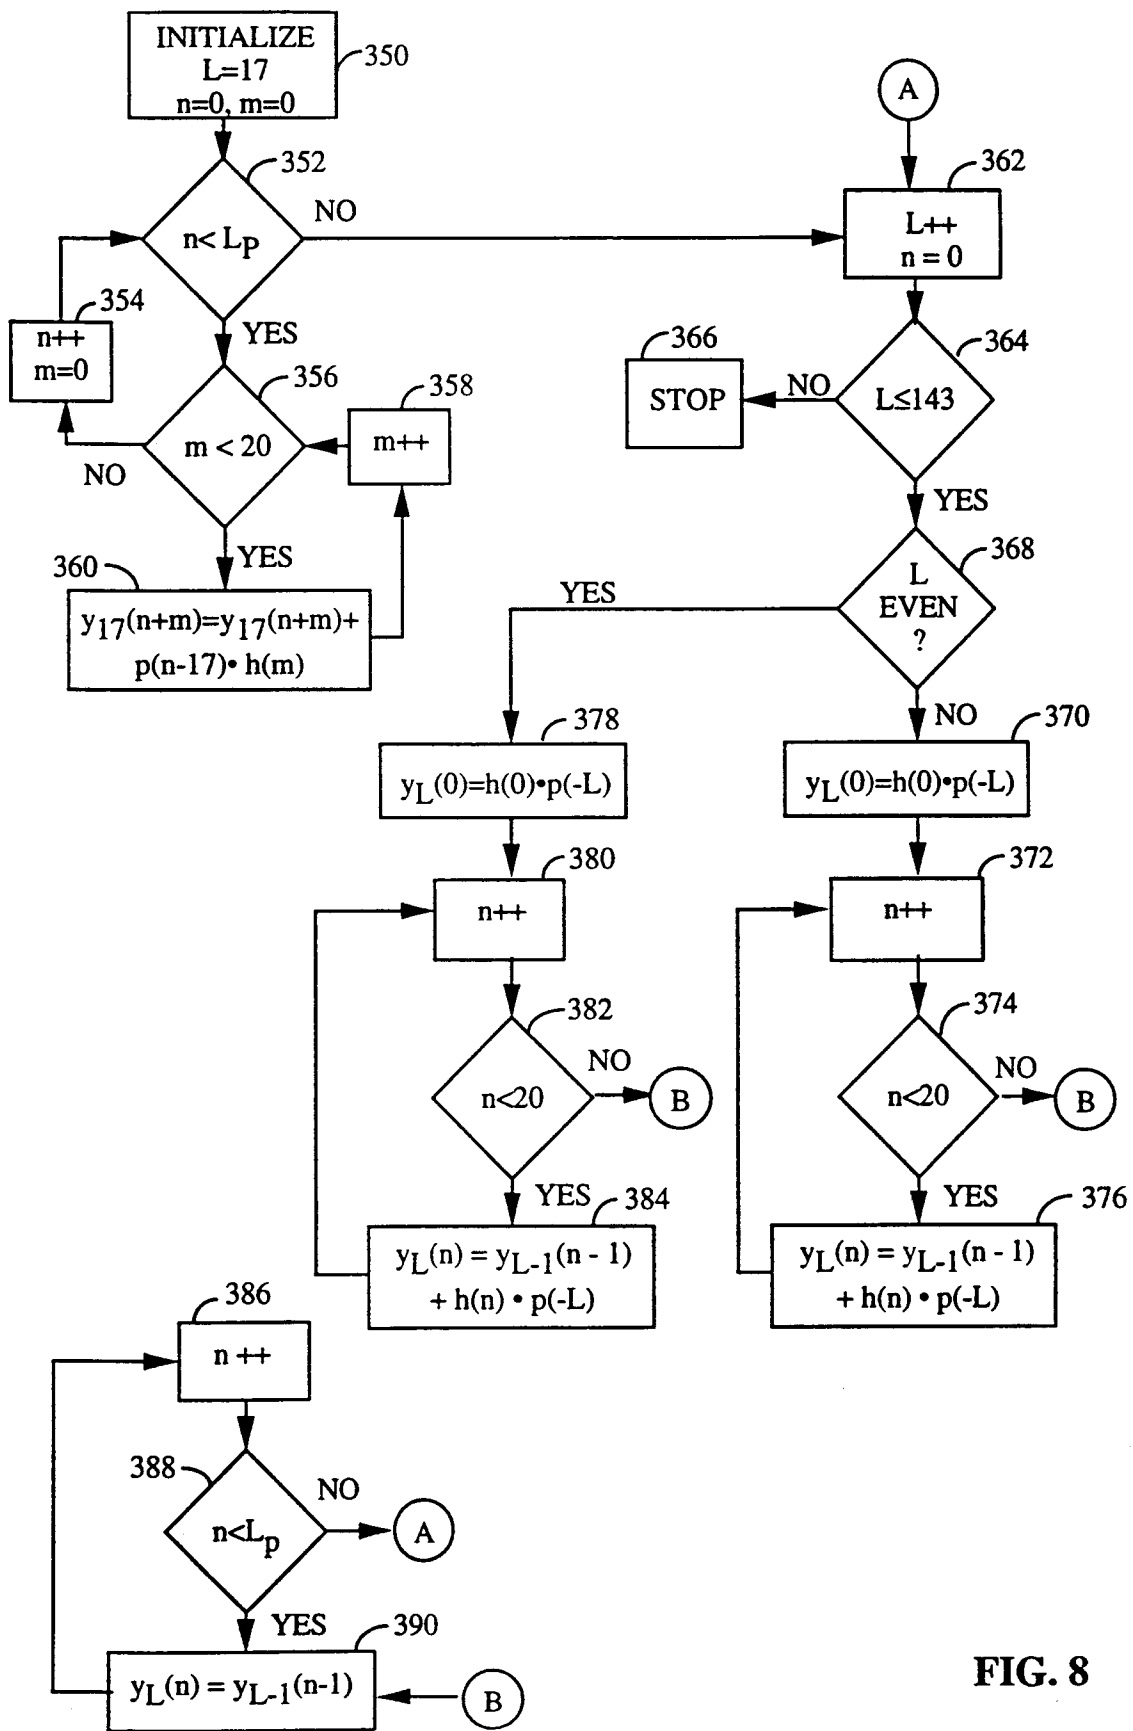 INITIALIZE
L=17
n=0, m=0
350
A
352
n< L_P
NO
362
L++
n = 0
354
n++
m=0
YES
356
m < 20
NO
358
m++
366
STOP
NO
364
L≤143
YES
YES
360
y_17(n+m)=y_17(n+m)+
p(n-17)• h(m)
368
L
EVEN
?
YES
NO
378
y_L(0)=h(0)•p(-L)
370
y_L(0)=h(0)•p(-L)
380
n++
372
n++
382
n<20
NO
B
374
n<20
NO
B
YES
384
y_L(n) = y_L-1(n - 1)
+ h(n) • p(-L)
YES
376
y_L(n) = y_L-1(n - 1)
+ h(n) • p(-L)
386
n ++
388
n<L_p
NO
A
YES
390
y_L(n) = y_L-1(n-1)
B
FIG. 8